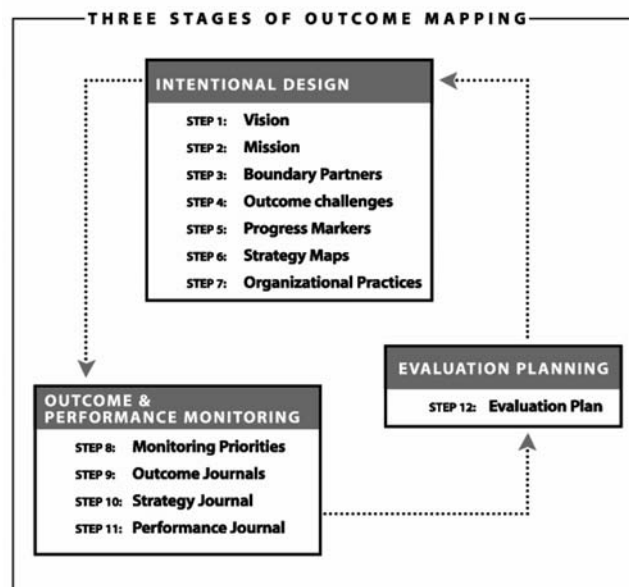 THREE STAGES OF OUTCOME MAPPING
INTENTIONAL DESIGN
STEP 1: Vision
STEP 2: Mission
STEP 3: Boundary Partners
STEP 4: Outcome challenges
STEP 5: Progress Markers
STEP 6: Strategy Maps
STEP 7: Organizational Practices
OUTCOME &
PERFORMANCE MONITORING
STEP 8: Monitoring Priorities
STEP 9: Outcome Journals
STEP 10: Strategy Journal
STEP 11: Performance Journal
EVALUATION PLANNING
STEP 12: Evaluation Plan